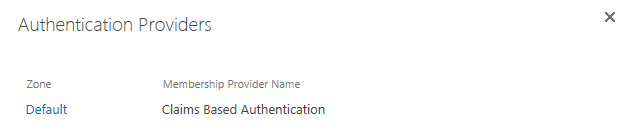 Authentication Providers
Zone Membership Provider Name
Default Claims Based Authentication